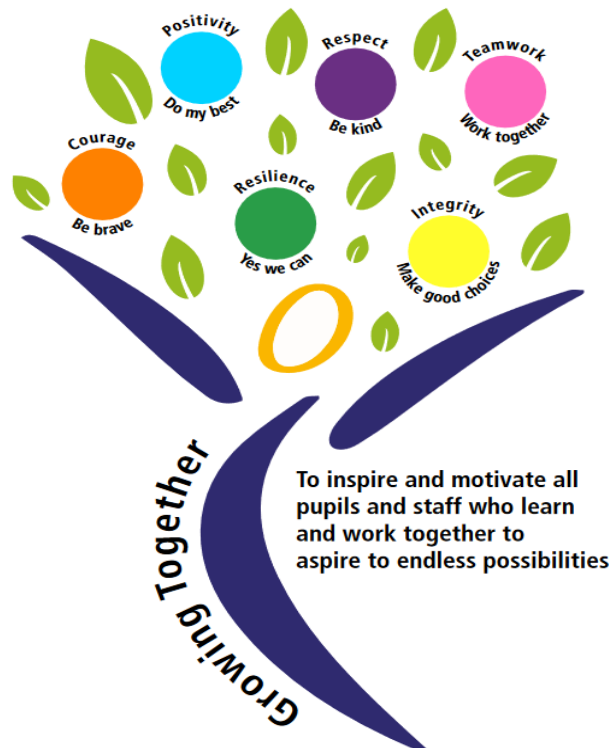 Positivity
Do my best
Respect
Be kind
Teamwork
Work together
Courage
Be brave
Resilience
Yes we can
Integrity
Make good choices
Growing Together
To inspire and motivate all
pupils and staff who learn
and work together to
aspire to endless possibilities